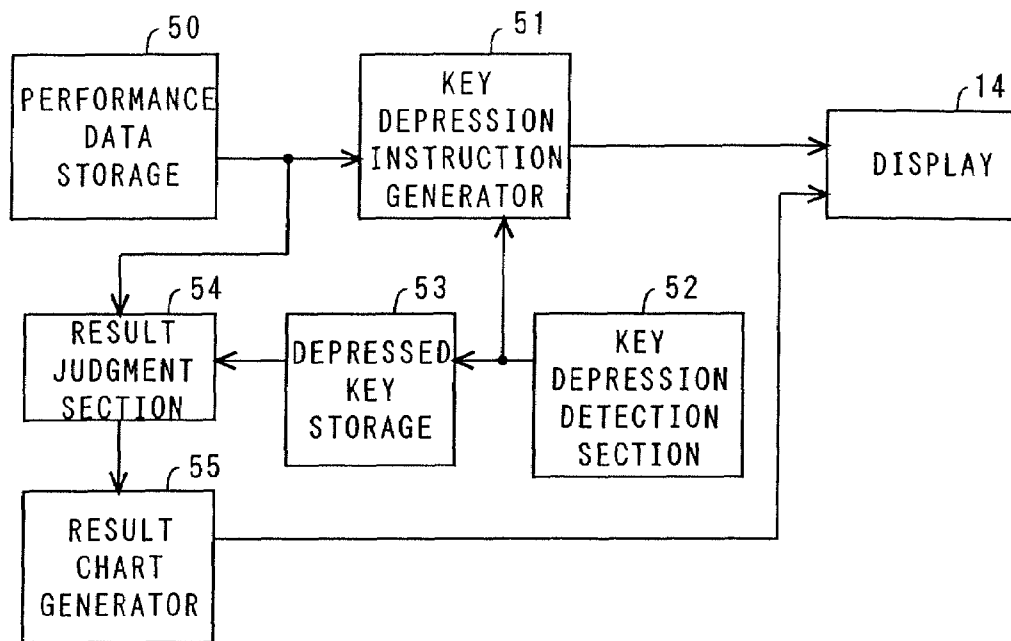 50
PERFORMANCE
DATA
STORAGE
51
KEY
DEPRESSION
INSTRUCTION
GENERATOR
14
DISPLAY
54
RESULT
JUDGMENT
SECTION
53
DEPRESSED
KEY
STORAGE
52
KEY
DEPRESSION
DETECTION
SECTION
55
RESULT
CHART
GENERATOR